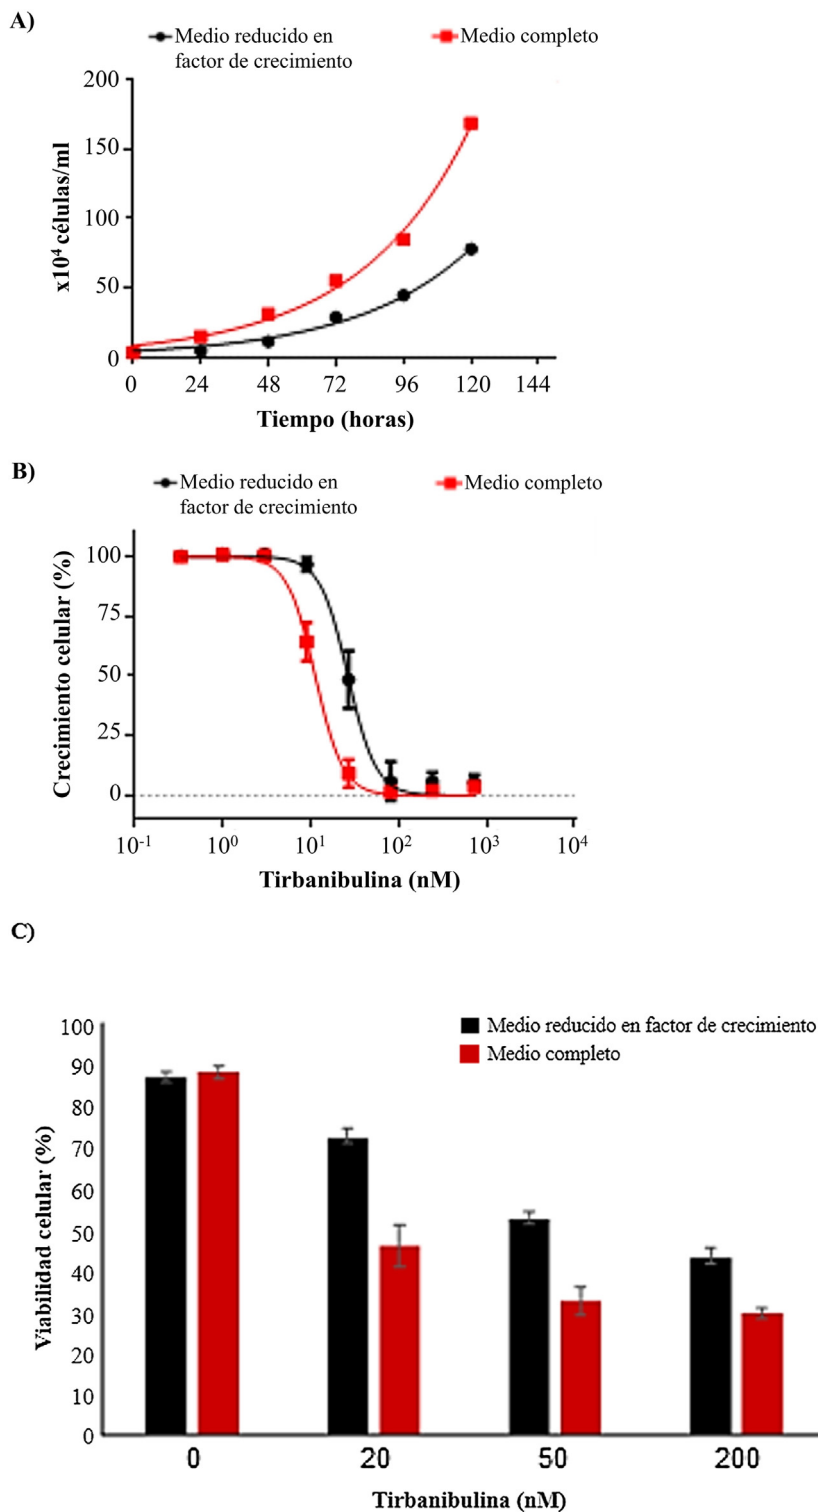 A)
Medio reducido en
factor de crecimiento
Medio completo
x10⁴ células/ml
200
150
100
50
0
0 24 48 72 96 120 144
Tiempo (horas)
B)
Medio reducido en
factor de crecimiento
Medio completo
Crecimiento celular (%)
100
75
50
25
0
10⁻¹ 10⁰ 10¹ 10² 10³ 10⁴
Tirbanibulina (nM)
C)
Medio reducido en factor de crecimiento
Medio completo
Viabilidad celular (%)
100
90
80
70
60
50
40
30
20
10
0
0 20 50 200
Tirbanibulina (nM)